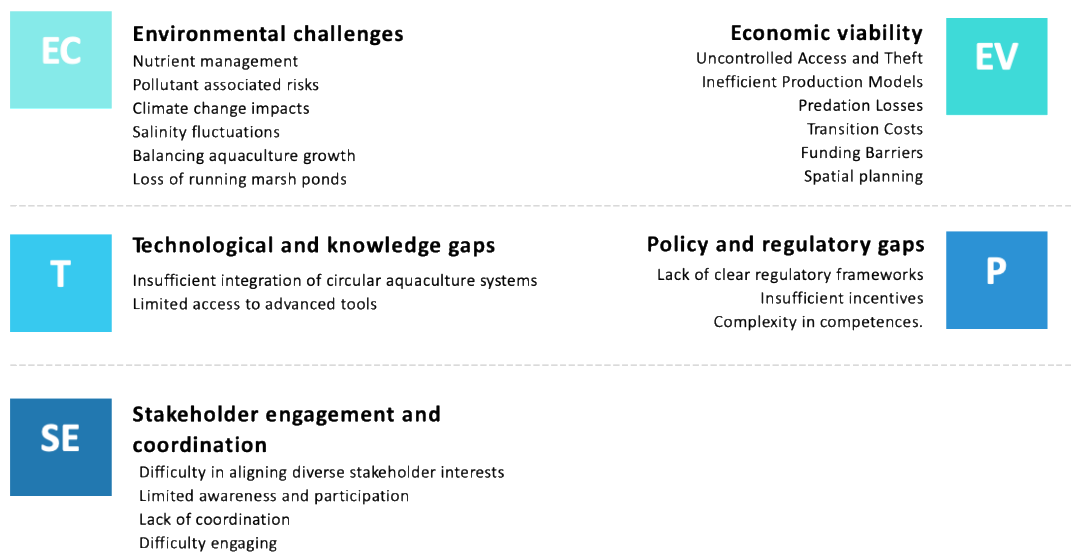 EC
Environmental challenges
Nutrient management
Pollutant associated risks
Climate change impacts
Salinity fluctuations
Balancing aquaculture growth
Loss of running marsh ponds
Economic viability
Uncontrolled Access and Theft
Inefficient Production Models
Predation Losses
Transition Costs
Funding Barriers
Spatial planning
EV
T
Technological and knowledge gaps
Insufficient integration of circular aquaculture systems
Limited access to advanced tools
Policy and regulatory gaps
Lack of clear regulatory frameworks
Insufficient incentives
Complexity in competences.
P
SE
Stakeholder engagement and
coordination
Difficulty in aligning diverse stakeholder interests
Limited awareness and participation
Lack of coordination
Difficulty engaging